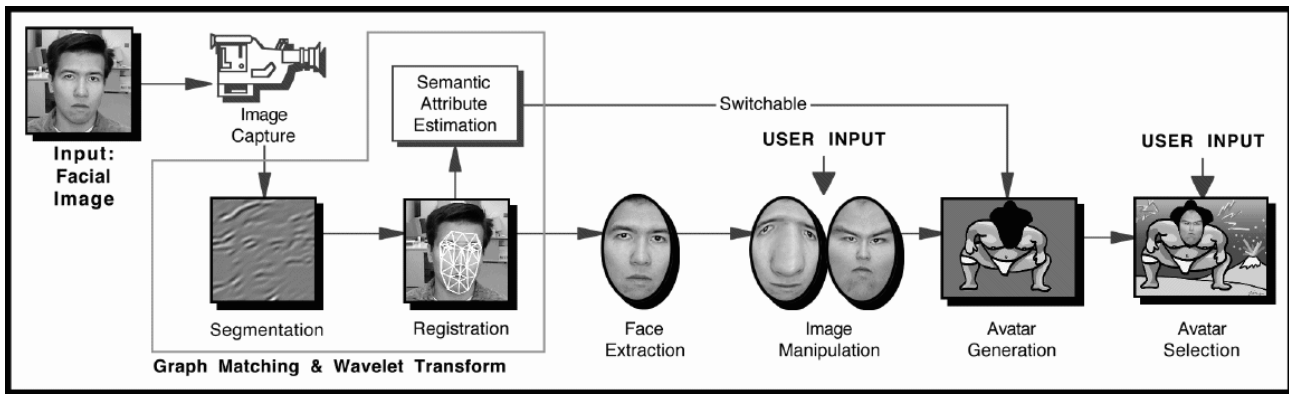 Input:
Facial
Image
Image
Capture
Semantic
Attribute
Estimation
Switchable
USER INPUT
USER INPUT
Segmentation
Registration
Face
Extraction
Image
Manipulation
Avatar
Generation
Avatar
Selection
Graph Matching & Wavelet Transform